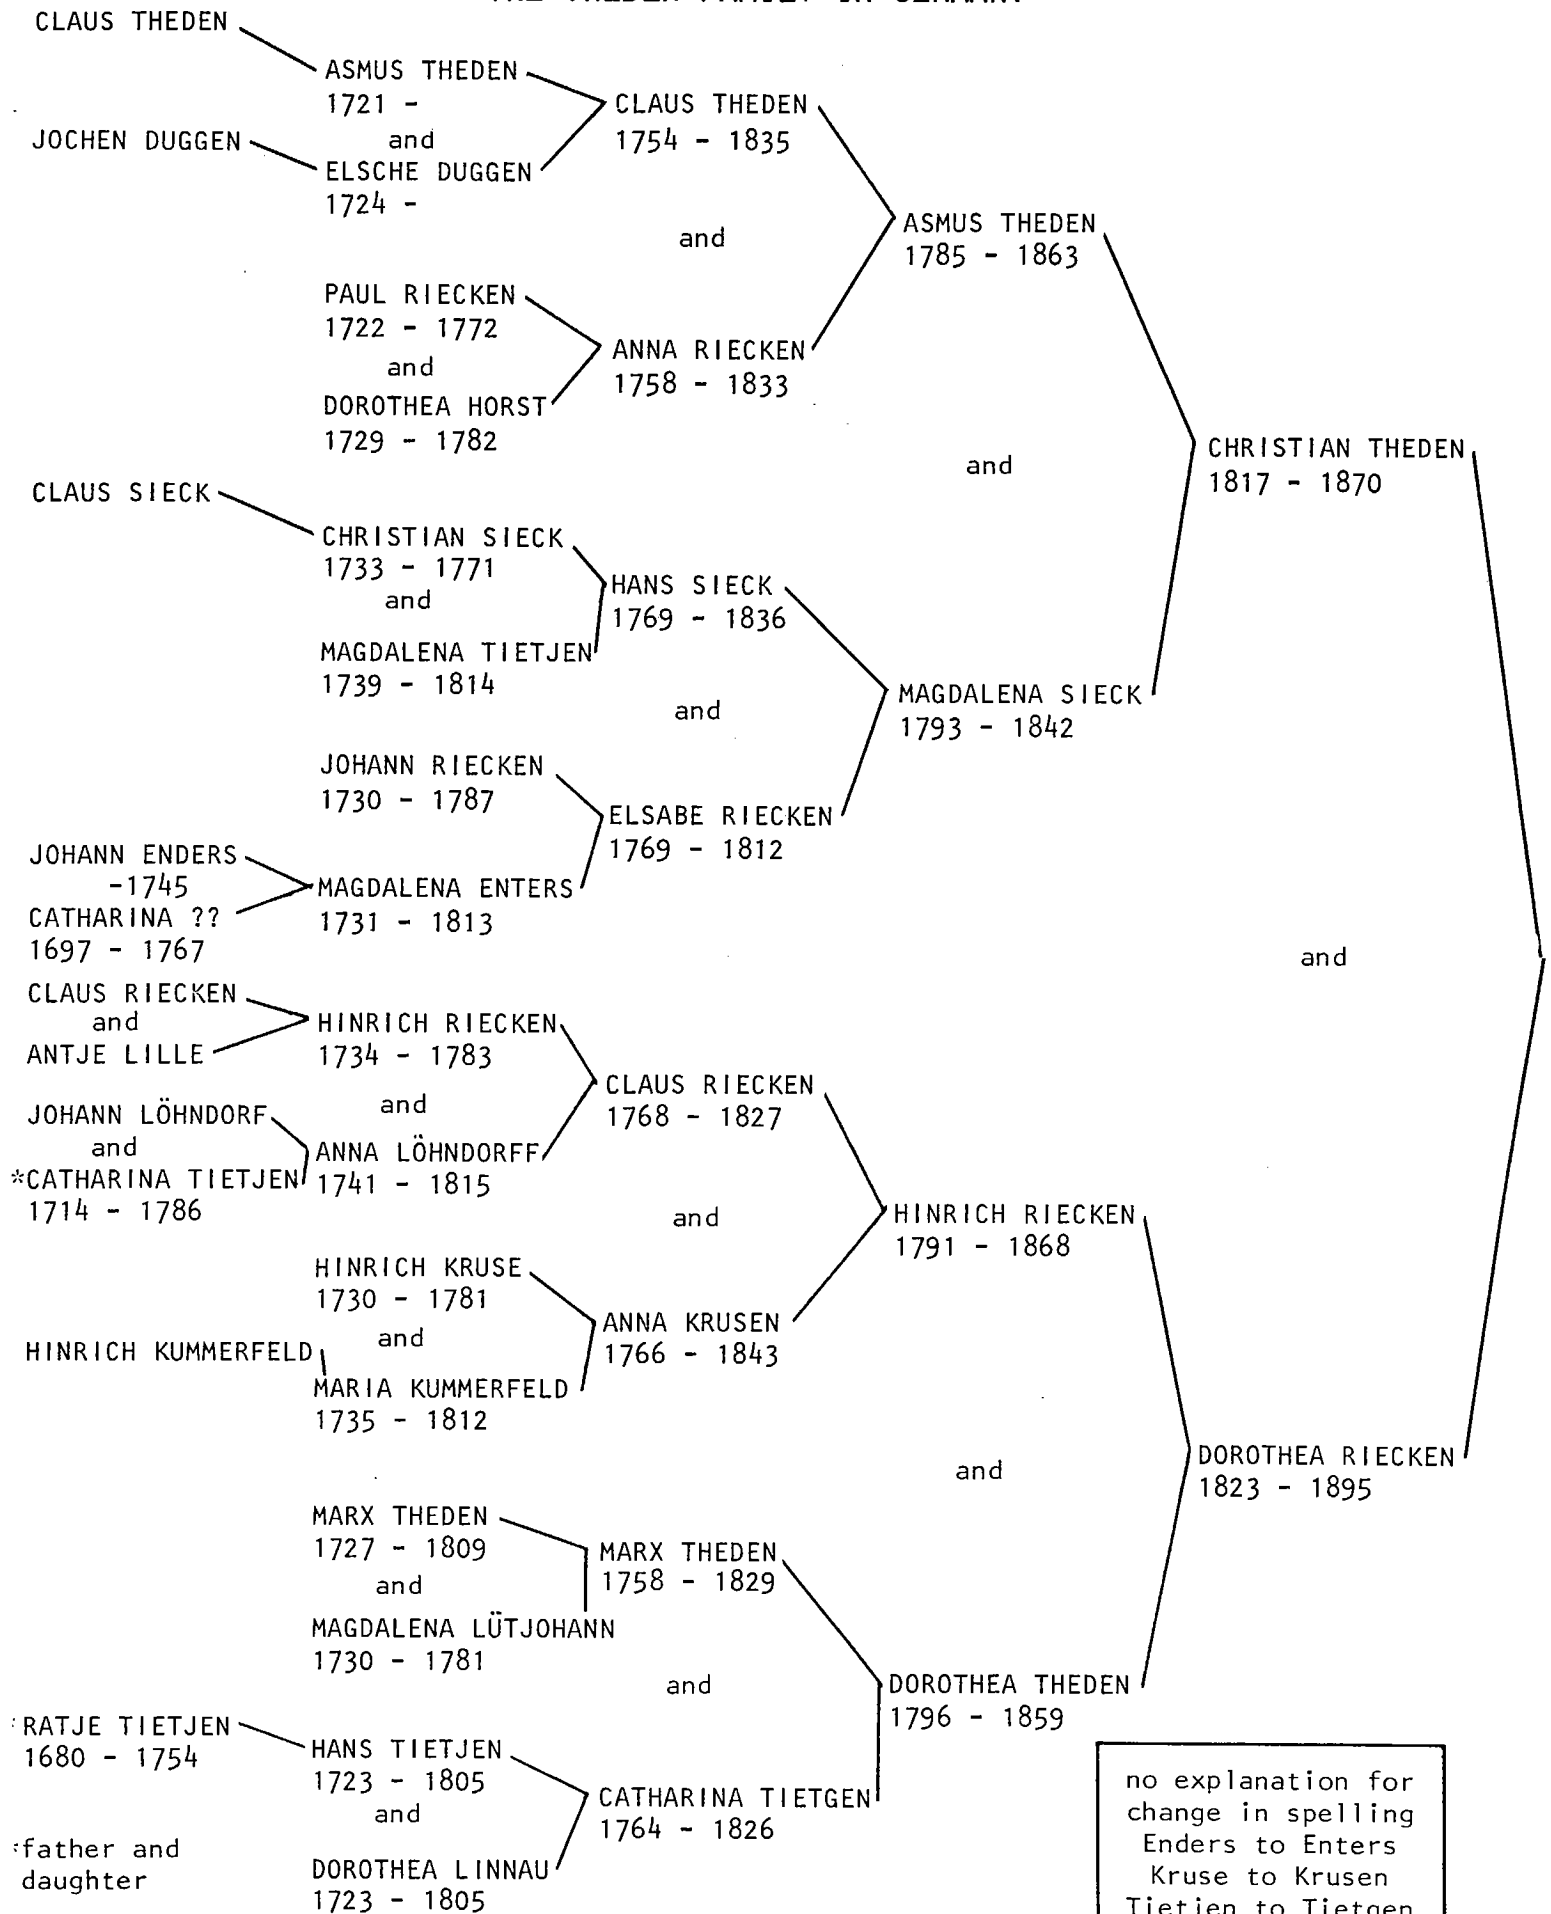 CLAUS THEDEN
ASMUS THEDEN
1721 -
and
JOCHEN DUGGEN
ELSCHE DUGGEN
1724 -
CLAUS THEDEN
1754 - 1835
and
PAUL RIECKEN
1722 - 1772
and
DOROTHEA HORST
1729 - 1782
ANNA RIECKEN
1758 - 1833
ASMUS THEDEN
1785 - 1863
and
CLAUS SIECK
CHRISTIAN SIECK
1733 - 1771
and
MAGDALENA TIETJEN
1739 - 1814
HANS SIECK
1769 - 1836
and
JOHANN RIECKEN
1730 - 1787
JOHANN ENDERS
-1745
CATHARINA ??
1697 - 1767
MAGDALENA ENTERS
1731 - 1813
ELSABE RIECKEN
1769 - 1812
MAGDALENA SIECK
1793 - 1842
CHRISTIAN THEDEN
1817 - 1870
and
CLAUS RIECKEN
and
ANTJE LILLE
HINRICH RIECKEN
1734 - 1783
and
JOHANN LÖHNDORF
and
*CATHARINA TIETJEN
1714 - 1786
ANNA LÖHNDORFF
1741 - 1815
CLAUS RIECKEN
1768 - 1827
and
HINRICH KRUSE
1730 - 1781
and
HINRICH KUMMERFELD
MARIA KUMMERFELD
1735 - 1812
ANNA KRUSEN
1766 - 1843
HINRICH RIECKEN
1791 - 1868
and
MARX THEDEN
1727 - 1809
and
MAGDALENA LÜTJOHANN
1730 - 1781
MARX THEDEN
1758 - 1829
and
RATJE TIETJEN
1680 - 1754
HANS TIETJEN
1723 - 1805
and
DOROTHEA LINNAU
1723 - 1805
CATHARINA TIETGEN
1764 - 1826
DOROTHEA THEDEN
1796 - 1859
DOROTHEA RIECKEN
1823 - 1895
father and
daughter
no explanation for
change in spelling
Enders to Enters
Kruse to Krusen
Tietjen to Tietgen